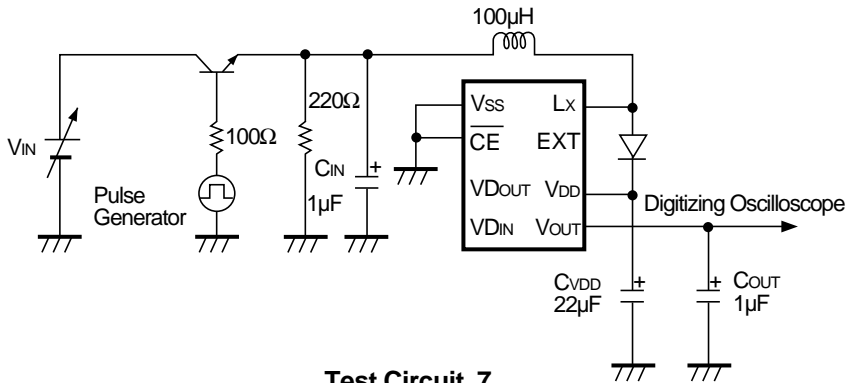 100μH
VIN
100Ω
Pulse
Generator
220Ω
CIN
+
1μF
VSS
CE
VDOUT
VDIN
LX
EXT
VDD
VOUT
Digitizing Oscilloscope
CVDD
22μF
+
COUT
1μF
+
Test Circuit 7